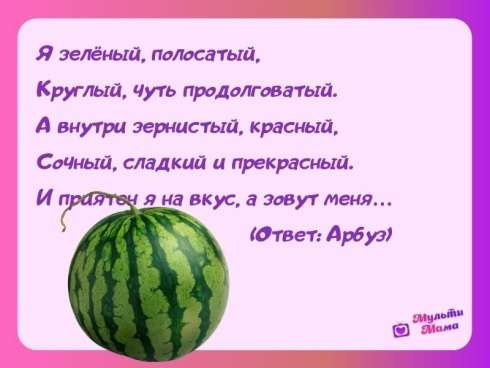 Я зелёный, полосатый,
Круглый, чуть продолговатый.
А внутри зернистый, красный,
Сочный, сладкий и прекрасный.
И приятен я на вкус, а зовут меня...
(Ответ: Арбуз)
Мульти
Мама